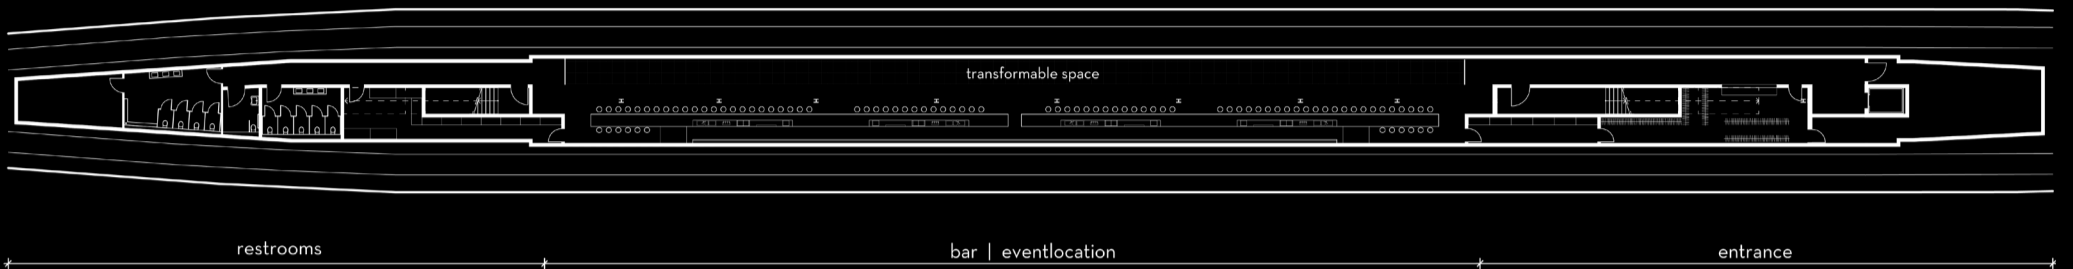 transformable space
restrooms
bar | eventlocation
entrance